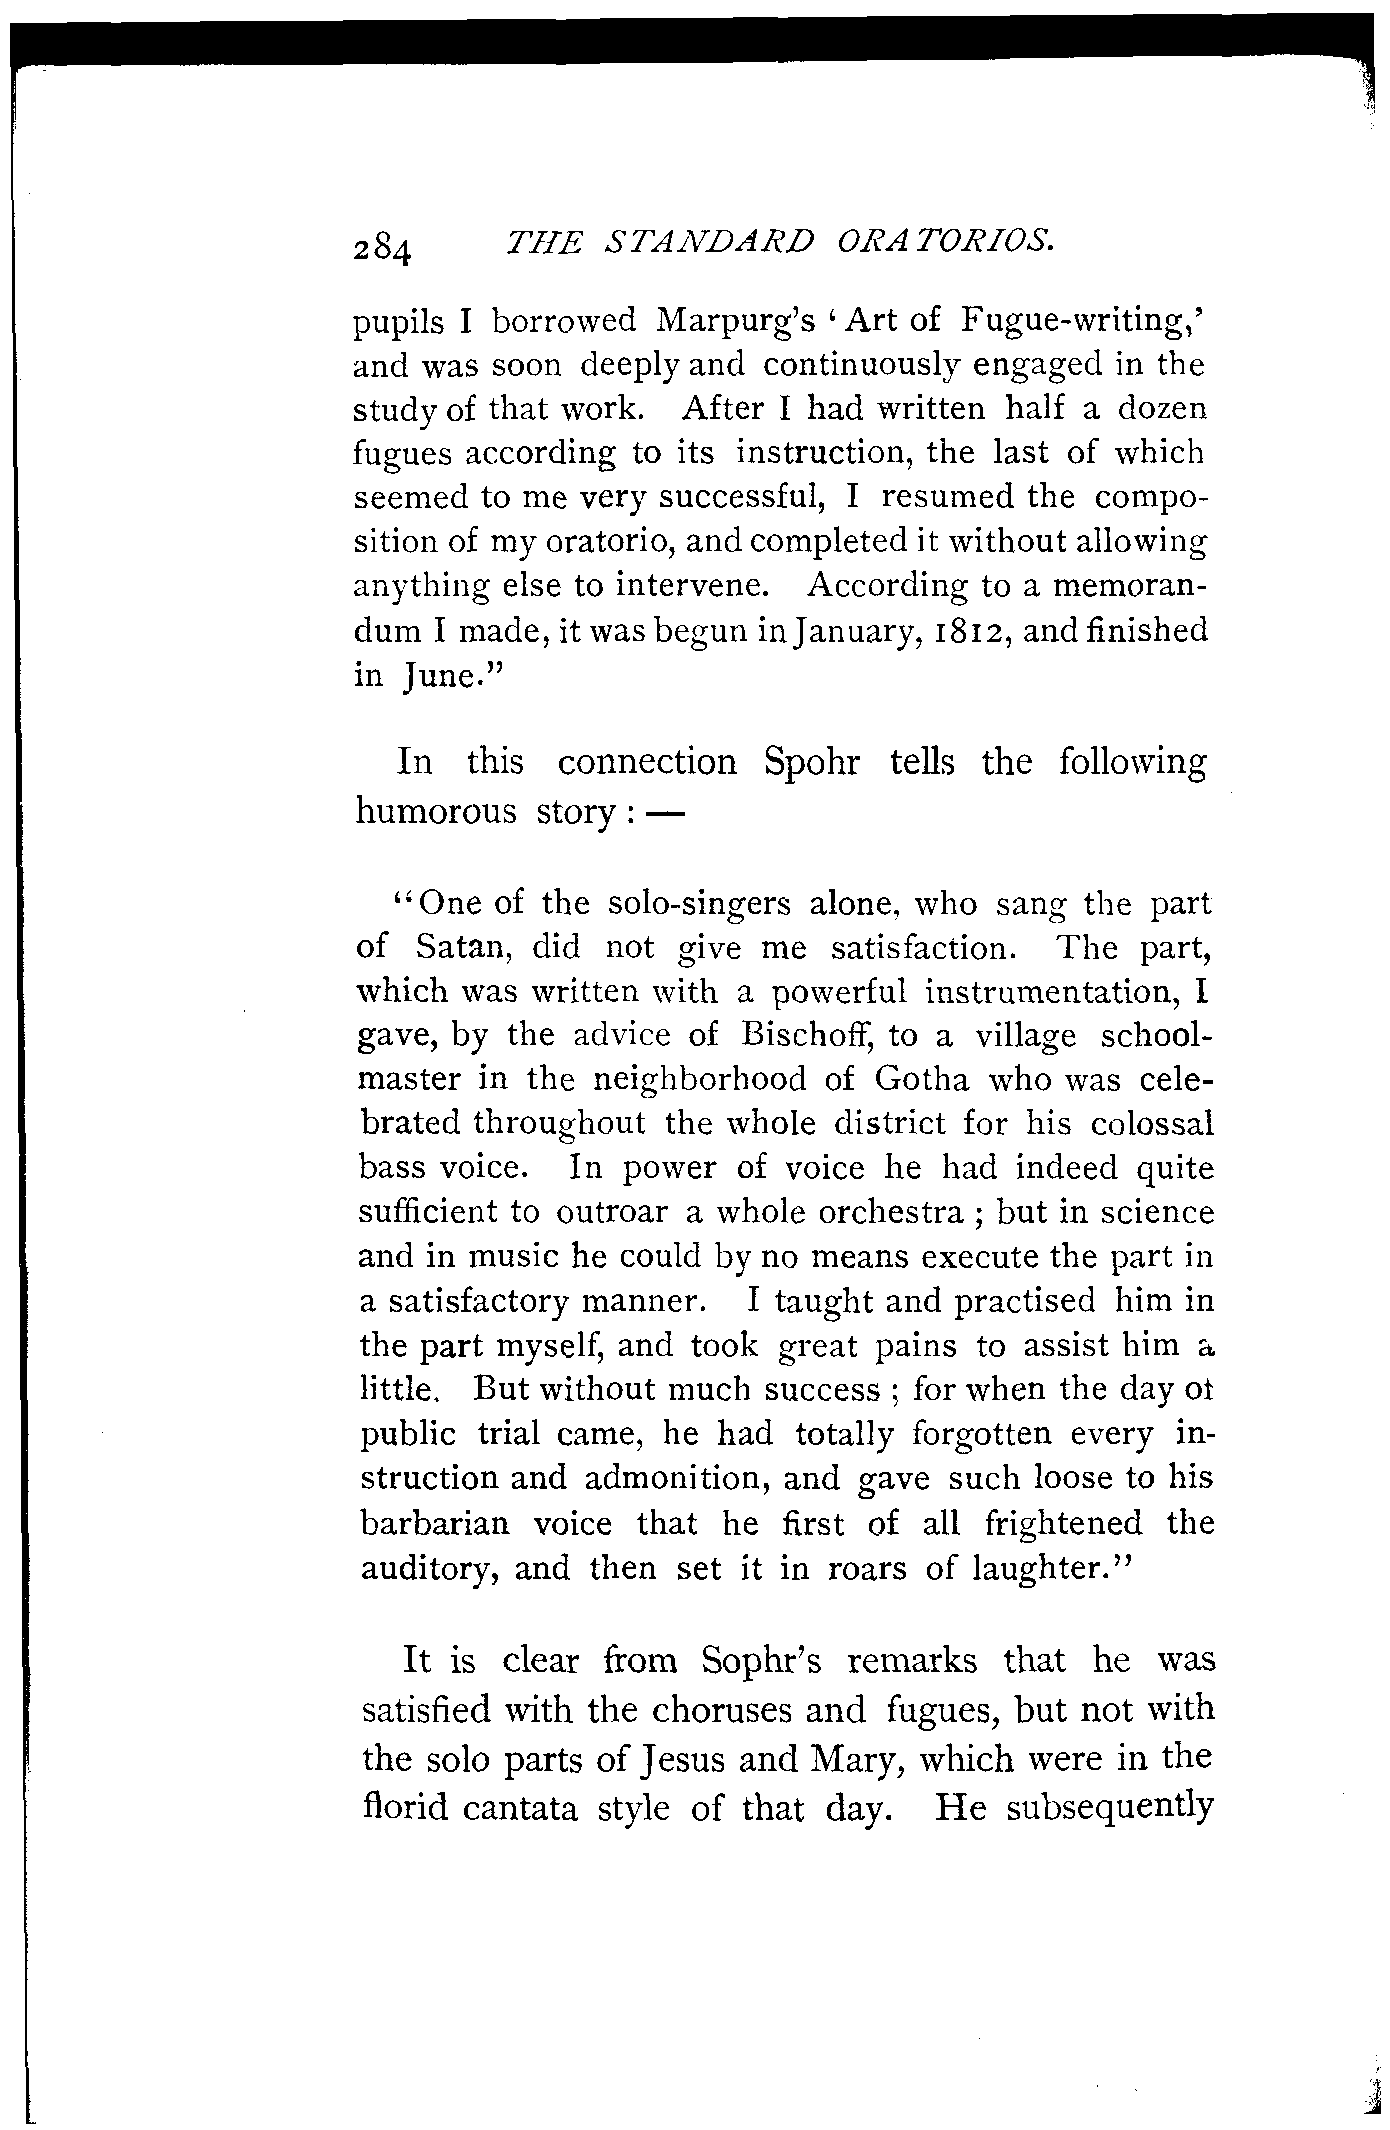 284 THE STANDARD ORATORIOS.
pupils I borrowed Marpurg's ‘Art of Fugue-writing,’
and was soon deeply and continuously engaged in the
study of that work. After I had written half a dozen
fugues according to its instruction, the last of which
seemed to me very successful, I resumed the compo-
sition of my oratorio, and completed it without allowing
anything else to intervene. According to a memoran-
dum I made, it was begun in January, 1812, and finished
in June.”
In this connection Spohr tells the following
humorous story : —
“One of the solo-singers alone, who sang the part
of Satan, did not give me satisfaction. The part,
which was written with a powerful instrumentation, I
gave, by the advice of Bischoff, to a village school-
master in the neighborhood of Gotha who was cele-
brated throughout the whole district for his colossal
bass voice. In power of voice he had indeed quite
sufficient to outroar a whole orchestra ; but in science
and in music he could by no means execute the part in
a satisfactory manner. I taught and practised him in
the part myself, and took great pains to assist him a
little. But without much success ; for when the day of
public trial came, he had totally forgotten every in-
struction and admonition, and gave such loose to his
barbarian voice that he first of all frightened the
auditory, and then set it in roars of laughter.”
It is clear from Sophr's remarks that he was
satisfied with the choruses and fugues, but not with
the solo parts of Jesus and Mary, which were in the
florid cantata style of that day. He subsequently